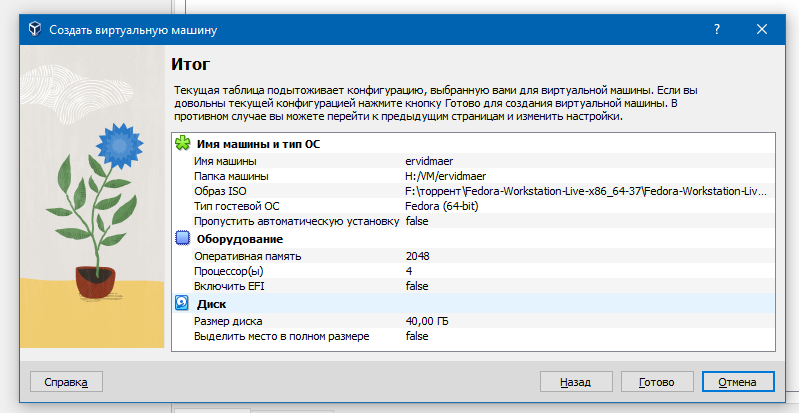 Создать виртуальную машину
Итог
Текущая таблица подытоживает конфигурацию, выбранную вами для виртуальной машины. Если вы
довольны текущей конфигурацией нажмите кнопку Готово для создания виртуальной машины. В
противном случае вы можете перейти к предыдущим страницам и изменить настройки.
Имя машины и тип ОС
Имя машины ervidmaer
Папка машины H:/VM/ervidmaer
Образ ISO F:\торрент\Fedora-Workstation-Live-x86_64-37\Fedora-Workstation-Liv...
Тип гостевой ОС Fedora (64-bit)
Пропустить автоматическую установку false
Оборудование
Оперативная память 2048
Процессор(ы) 4
Включить EFI false
Диск
Размер диска 40,00 ГБ
Выделить место в полном размере false
Справка Назад Готово Отмена